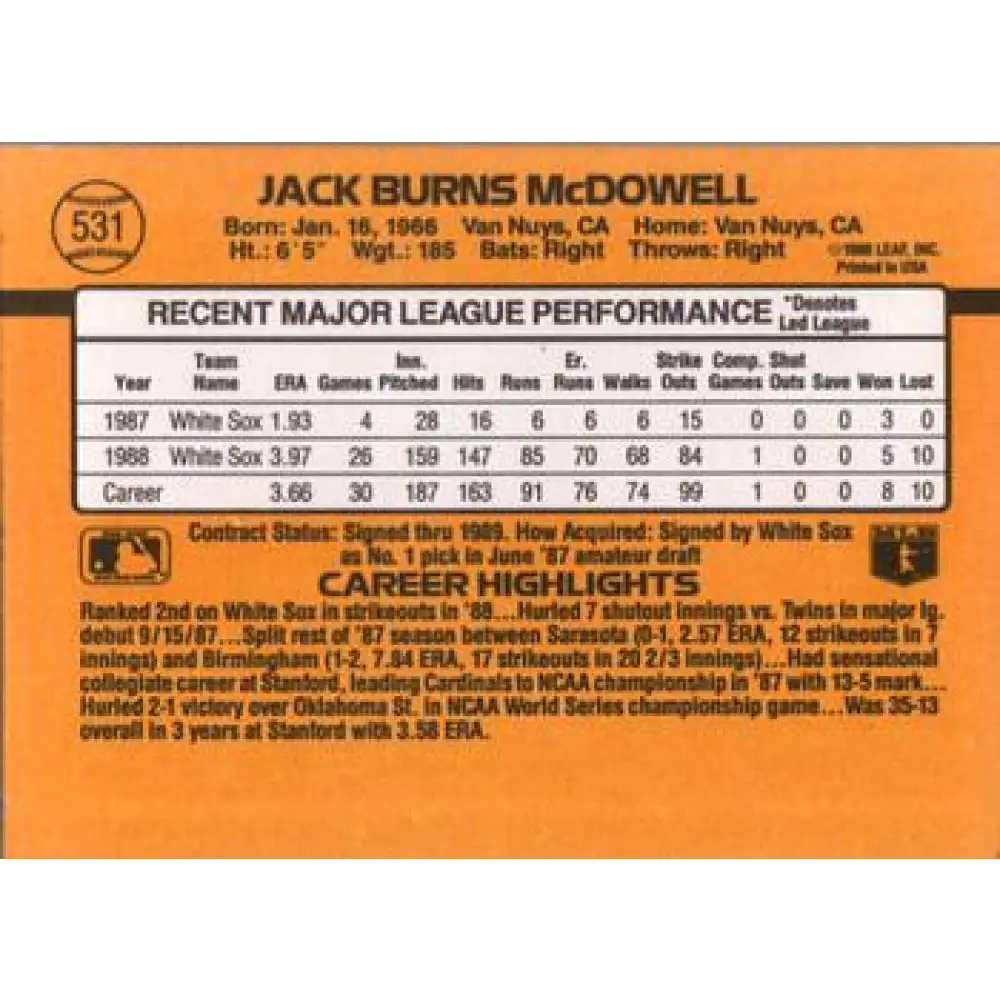 531
JACK BURNS McDOWELL
Born: Jan. 16, 1966 Van Nuys, CA Home: Van Nuys, CA
Ht.: 6'5" Wgt.: 185 Bats: Right Throws: Right
LEAF, INC.
Printed in USA
RECENT MAJOR LEAGUE PERFORMANCE *Denotes Led League
Team Inn. Er. Strike Comp. Shut
Year Name ERA Games Pitched Hits Runs Runs Walks Outs Games Outs Save Won Lost
1987 White Sox 1.93 4 28 16 6 6 6 15 0 0 0 3 0
1988 White Sox 3.97 26 159 147 85 70 68 84 1 0 0 5 10
Career 3.66 30 187 163 91 76 74 99 1 0 0 8 10
Contract Status: Signed thru 1989. How Acquired: Signed by White Sox
as No. 1 pick in June '87 amateur draft
CAREER HIGHLIGHTS
Ranked 2nd on White Sox in strikeouts in '88...Hurled 7 shutout innings vs. Twins in major lg.
debut 9/15/87...Split rest of '87 season between Sarasota (0-1, 2.57 ERA, 12 strikeouts in 7
innings) and Birmingham (1-2, 7.84 ERA, 17 strikeouts in 20 2/3 innings)...Had sensational
collegiate career at Stanford, leading Cardinals to NCAA championship in '87 with 13-5 mark...
Hurled 2-1 victory over Oklahoma St. in NCAA World Series championship game...Was 35-13
overall in 3 years at Stanford with 3.58 ERA.